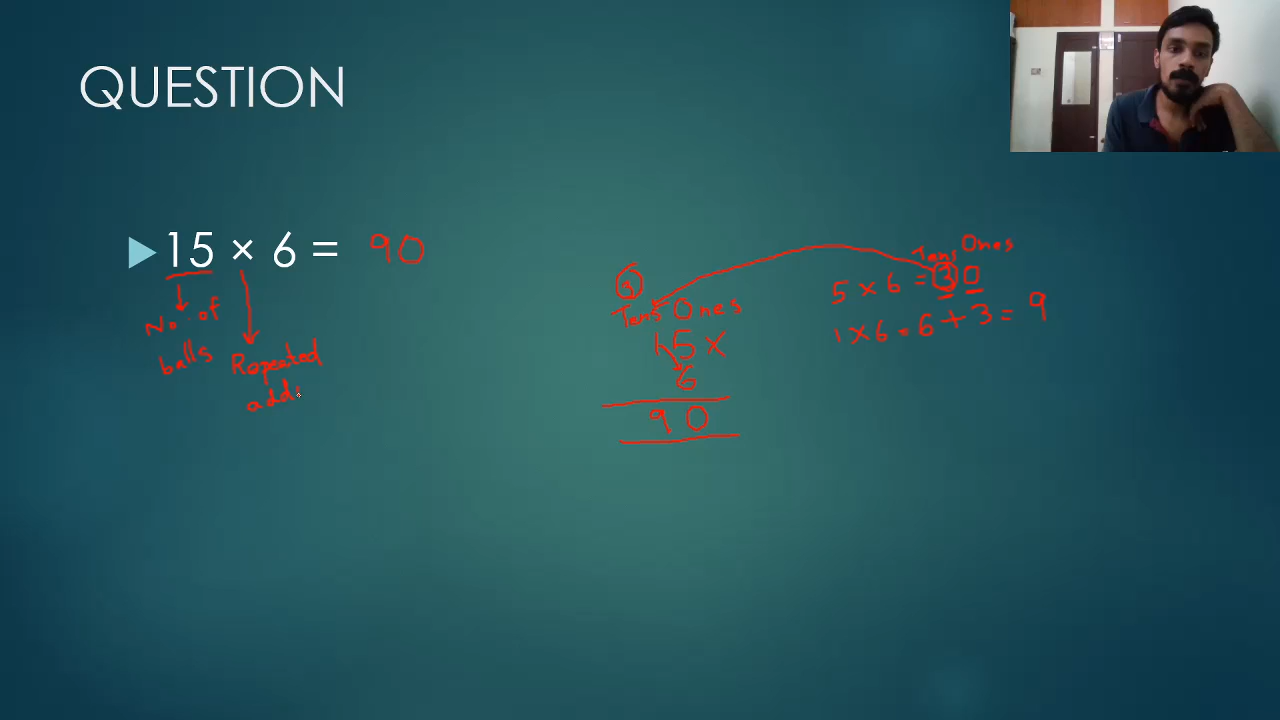 QUESTION
15 × 6 = 90
No. of
balls
Repeated
addi
3
Tens Ones
15 ×
6
90
Tens Ones
5 × 6 = 30
1 × 6 = 6 + 3 = 9